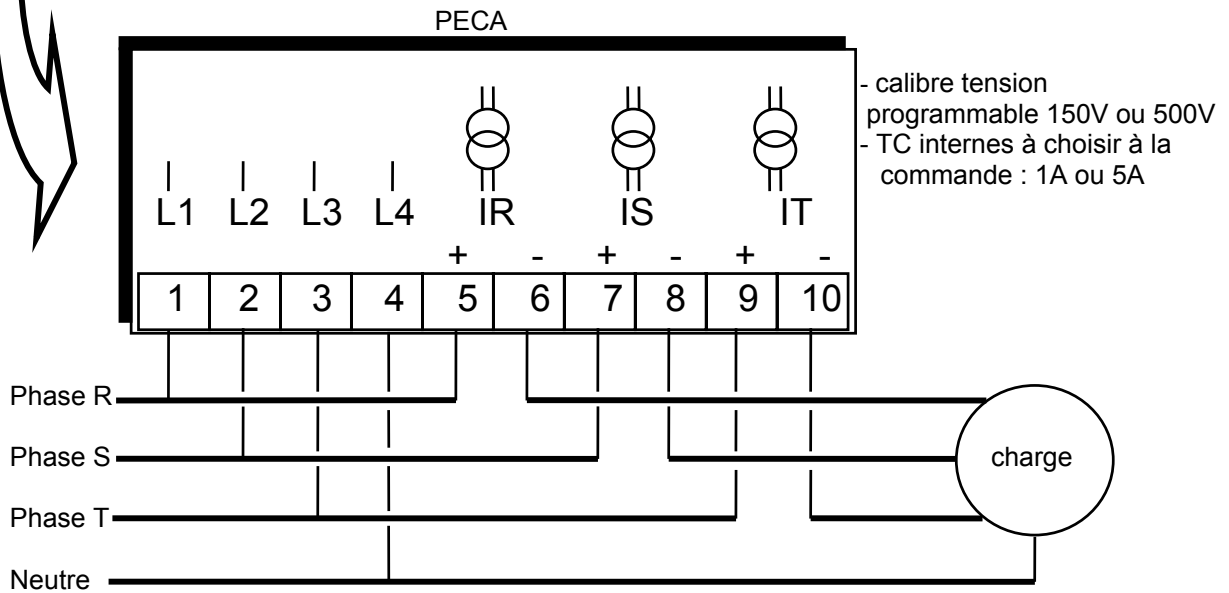 PECA
- calibre tension
programmable 150V ou 500V
- TC internes à choisir à la
commande : 1A ou 5A
L1 L2 L3 L4 IR IS IT
+ - + - + -
1 2 3 4 5 6 7 8 9 10
Phase R
Phase S
charge
Phase T
Neutre